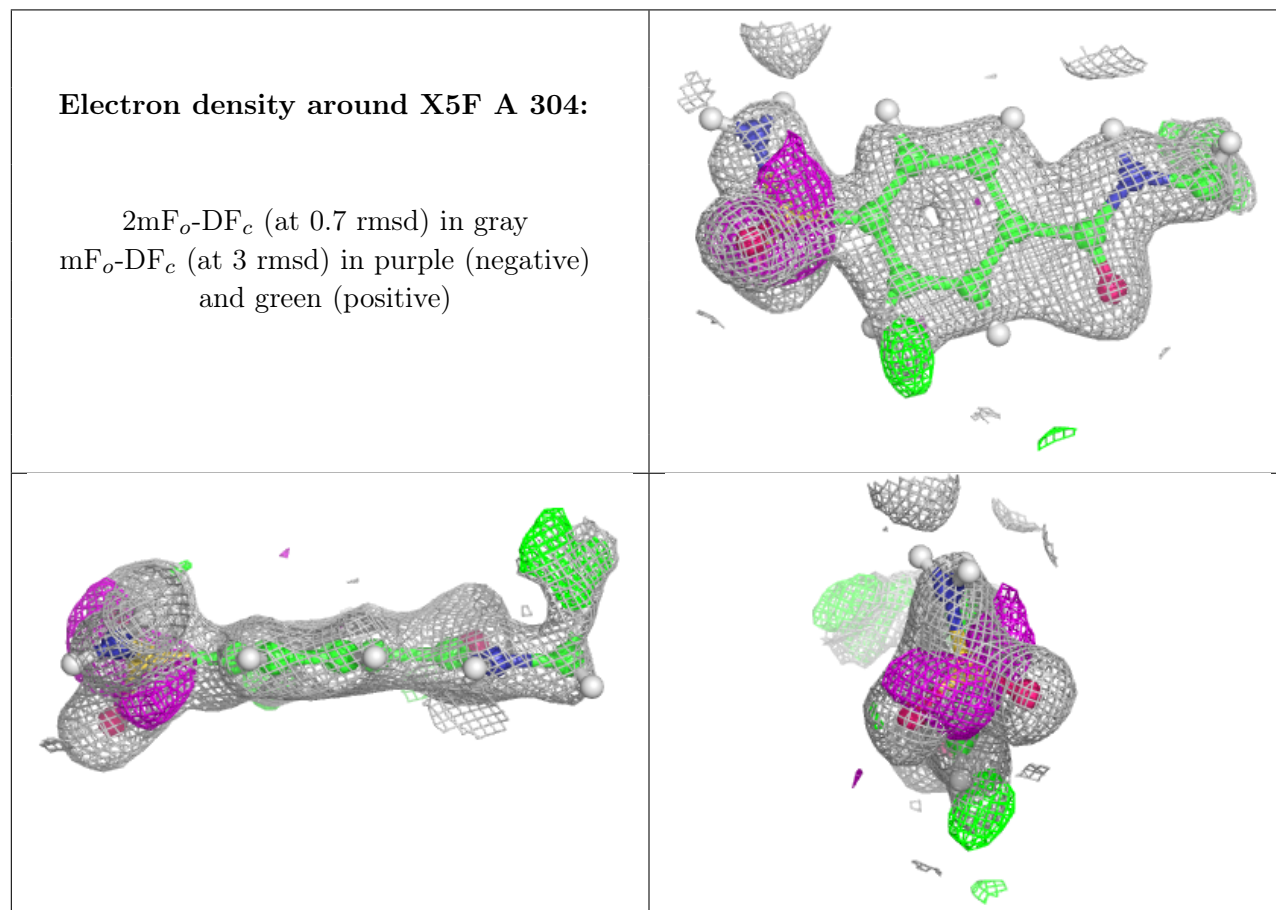 Electron density around X5F A 304:
2mFo-DFc (at 0.7 rmsd) in gray
mFo-DFc (at 3 rmsd) in purple (negative)
and green (positive)